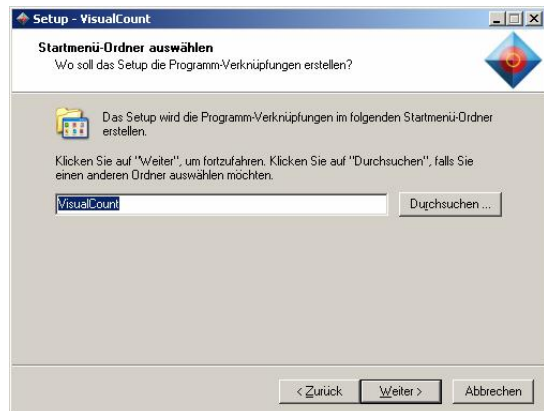 Setup - VisualCount
Startmenü-Ordner auswählen
Wo soll das Setup die Programm-Verknüpfungen erstellen?
Das Setup wird die Programm-Verknüpfungen im folgenden Startmenü-Ordner
erstellen.
Klicken Sie auf "Weiter", um fortzufahren. Klicken Sie auf "Durchsuchen", falls Sie
einen anderen Ordner auswählen möchten.
VisualCount
Durchsuchen ...
< Zurück
Weiter >
Abbrechen